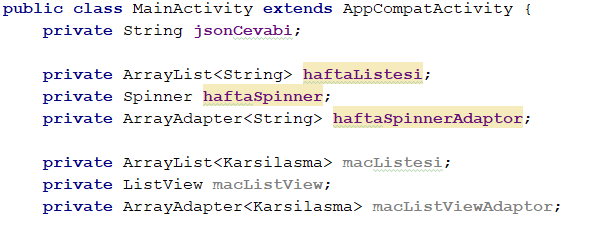 public class MainActivity extends AppCompatActivity {
private String jsonCevabi;
private ArrayList<String> haftaListesi;
private Spinner haftaSpinner;
private ArrayAdapter<String> haftaSpinnerAdaptor;
private ArrayList<Karsilasma> macListesi;
private ListView macListView;
private ArrayAdapter<Karsilasma> macListViewAdaptor;